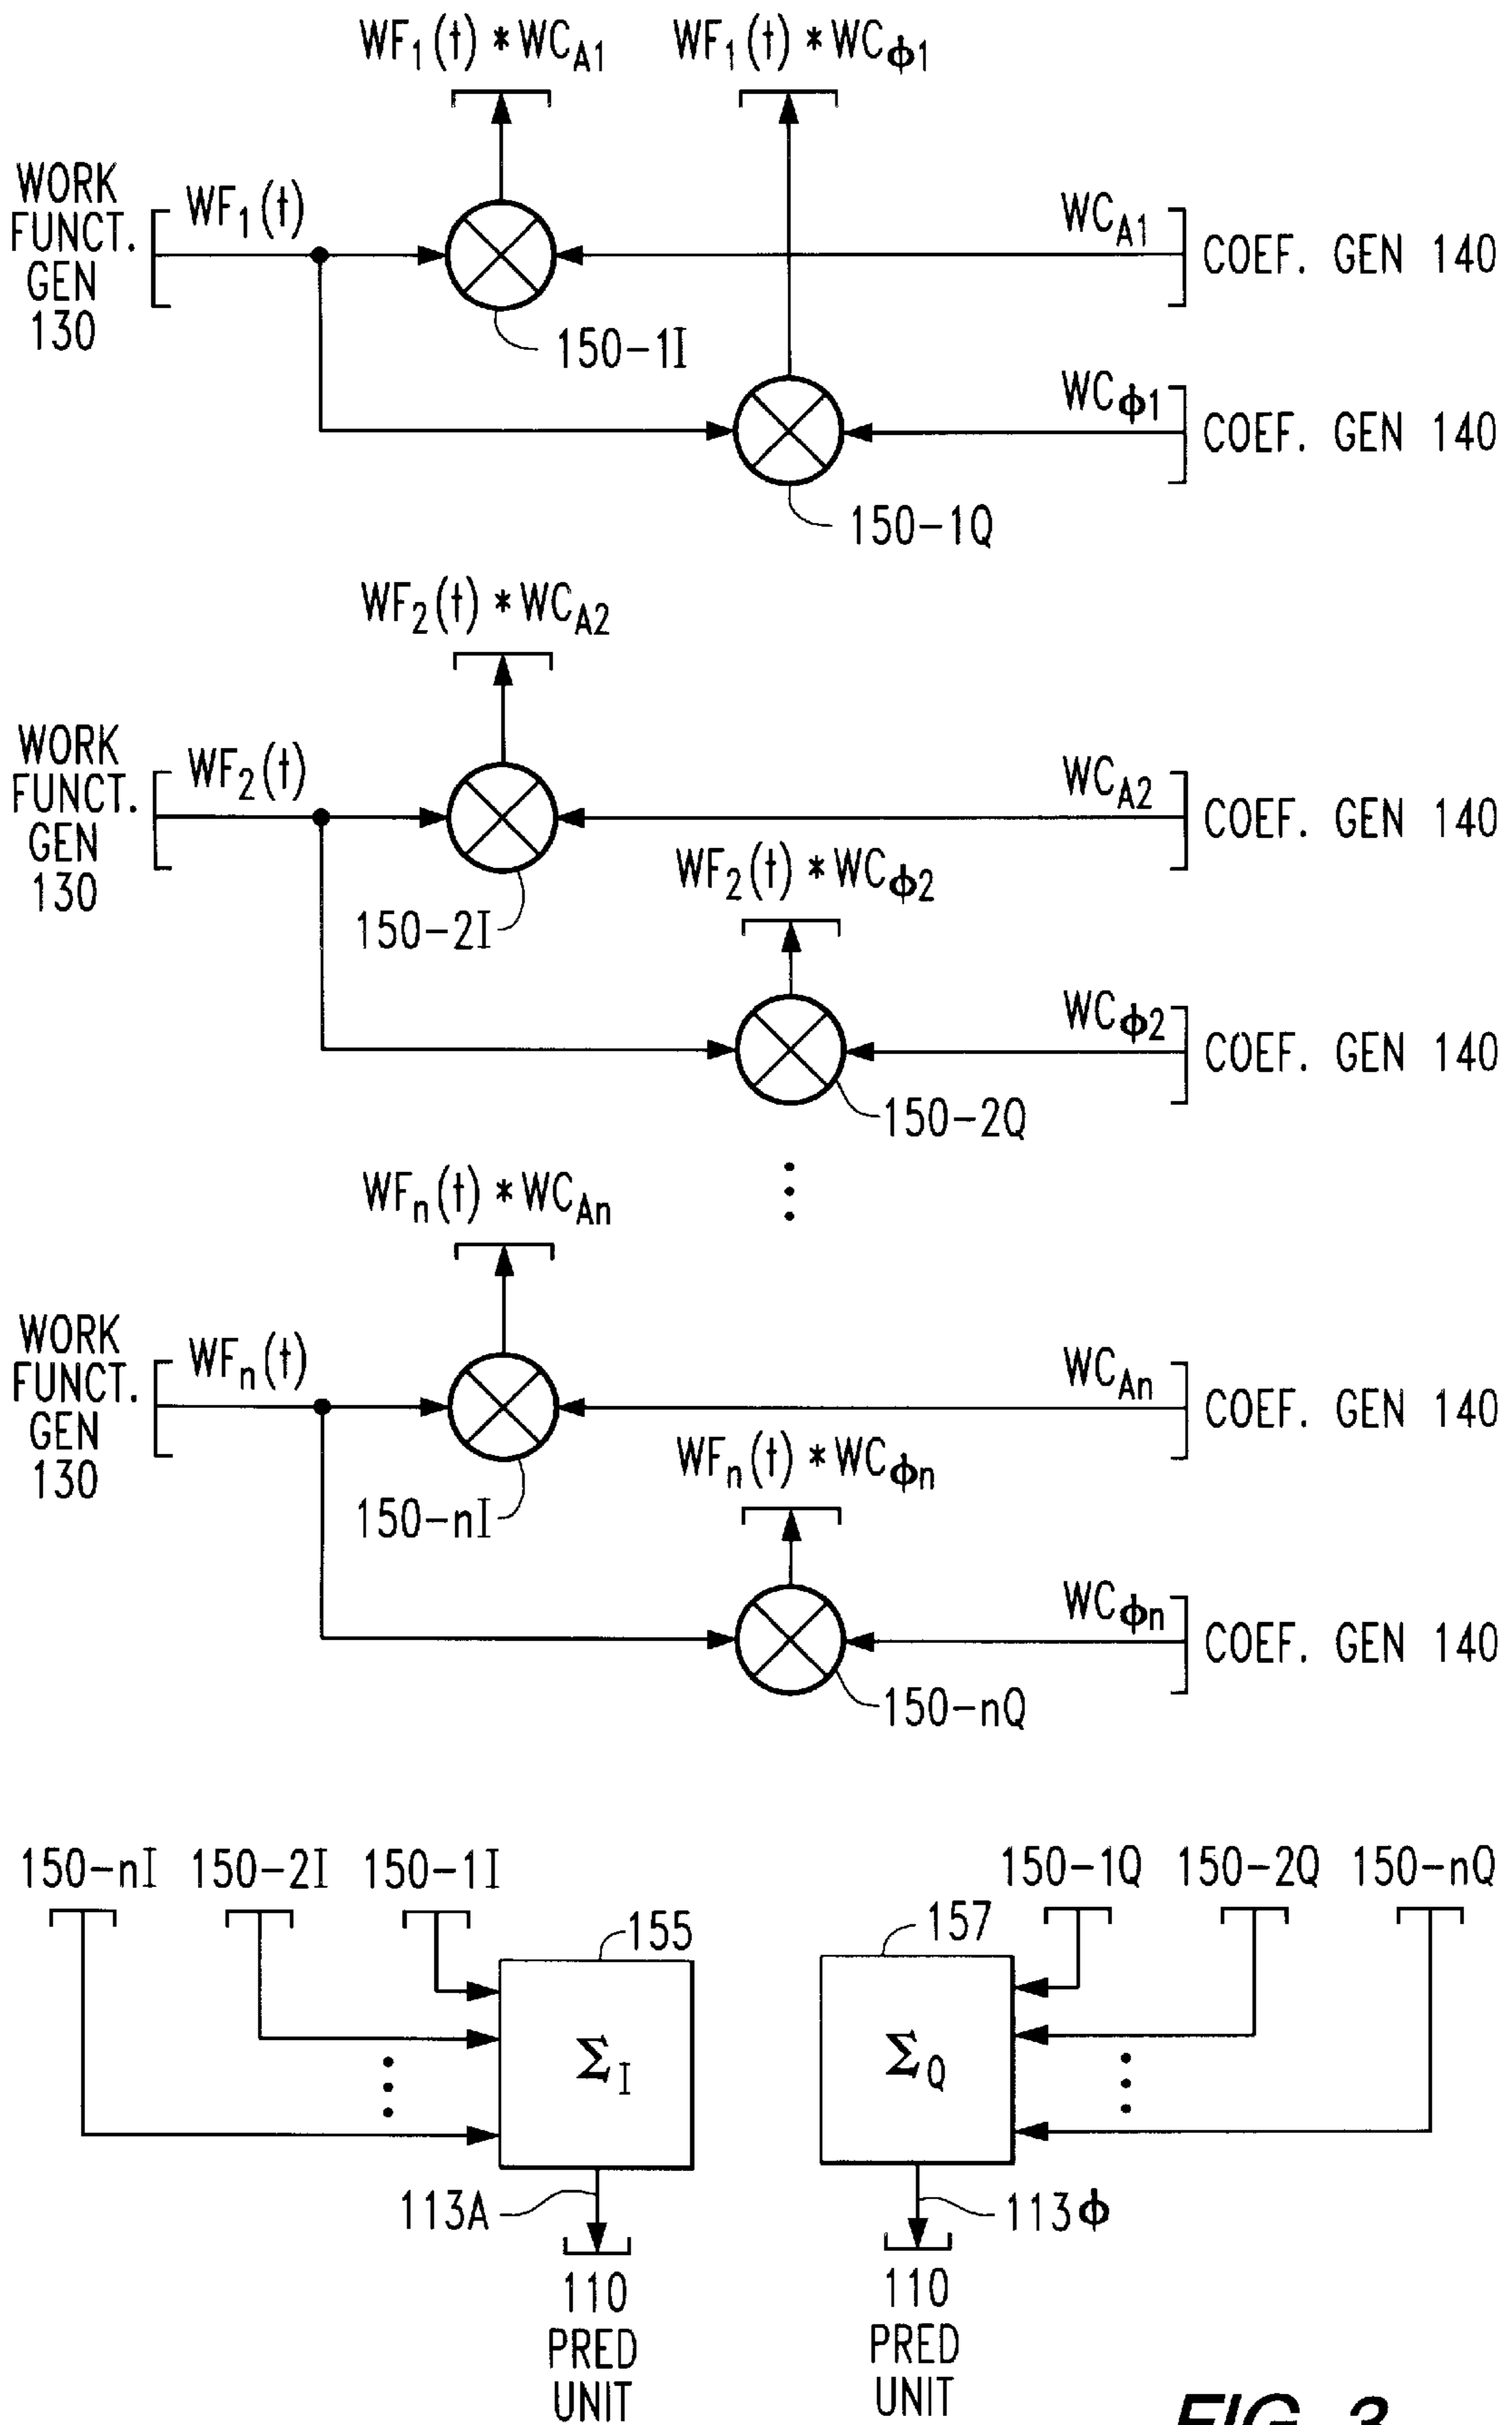 WF1(t) * WCA1
WF1(t) * WCϕ1
WORK
FUNCT.
GEN
130
WF1(t)
WCA1
COEF. GEN 140
150-1I
WCϕ1
COEF. GEN 140
150-1Q
WF2(t) * WCA2
WORK
FUNCT.
GEN
130
WF2(t)
WCA2
COEF. GEN 140
WF2(t) * WCϕ2
150-2I
WCϕ2
COEF. GEN 140
150-2Q
WFn(t) * WCAn
WORK
FUNCT.
GEN
130
WFn(t)
WCAn
COEF. GEN 140
WFn(t) * WCϕn
150-nI
WCϕn
COEF. GEN 140
150-nQ
150-nI 150-2I 150-1I
150-1Q 150-2Q 150-nQ
155
157
ΣI
ΣQ
113A
113ϕ
110
PRED
UNIT
110
PRED
UNIT
FIG. 3